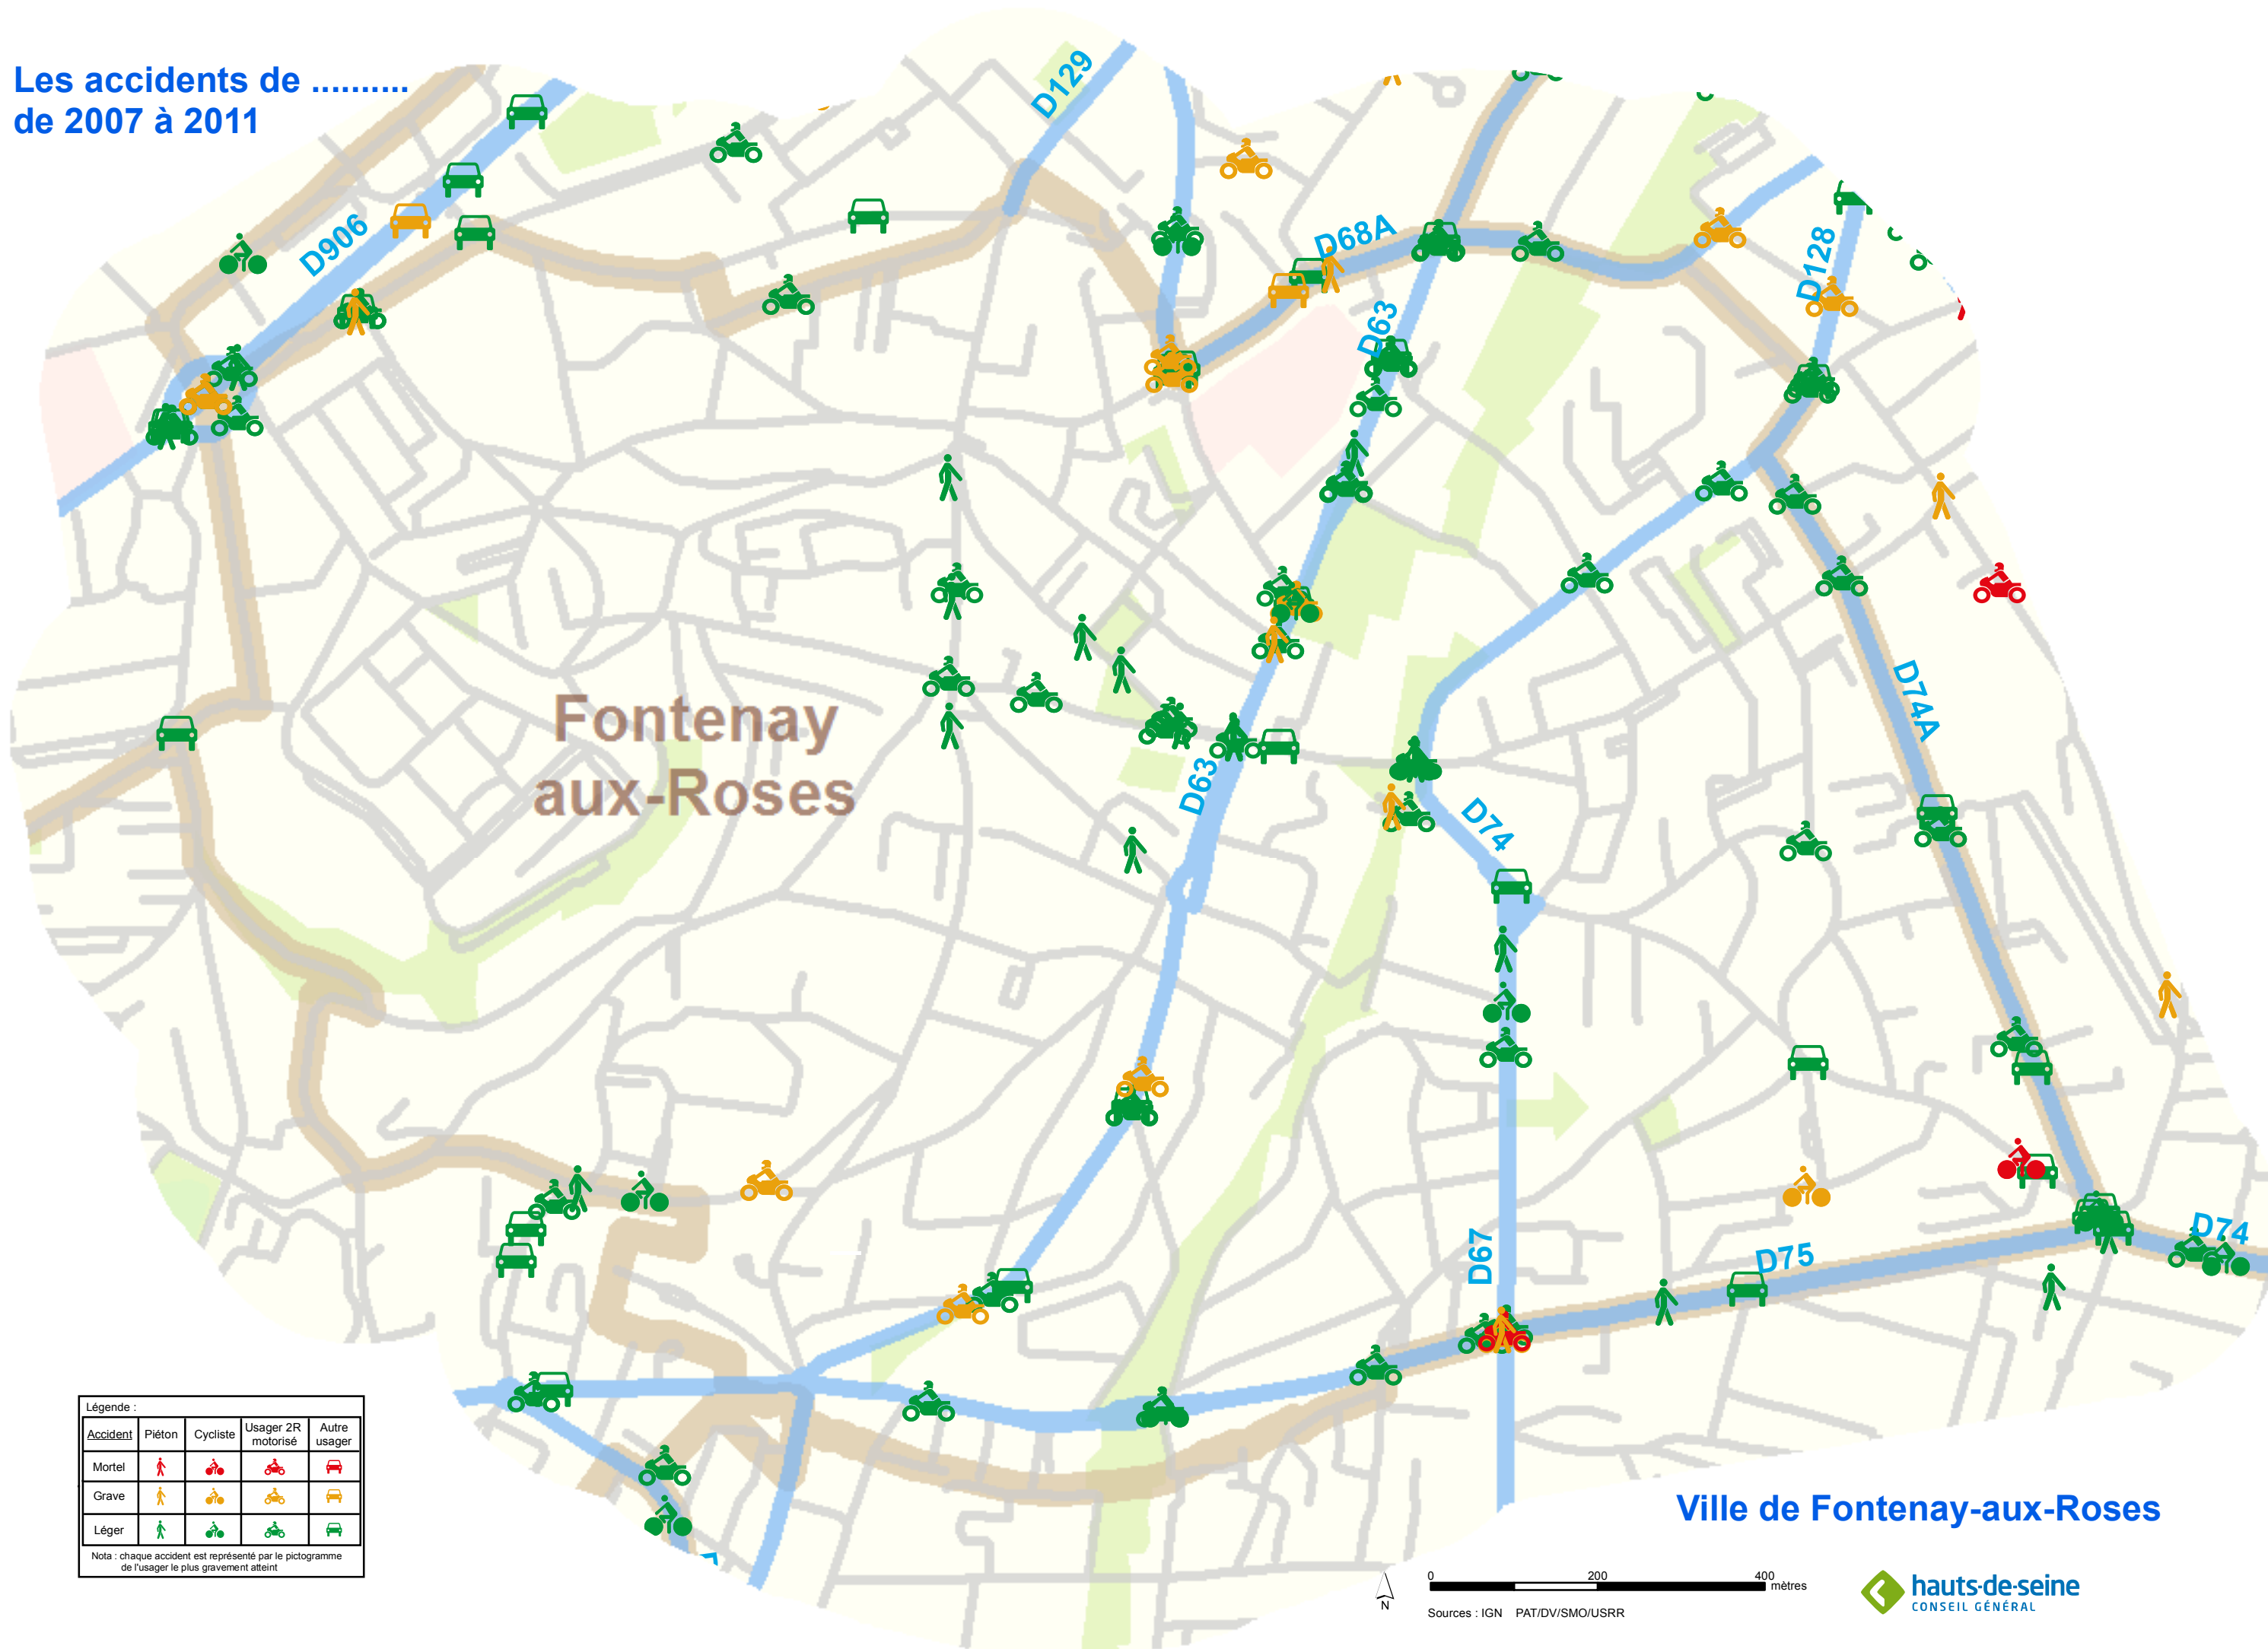 Les accidents de ..........
de 2007 à 2011
D129
D906
D68A
D63
D128
D74A
Fontenay
aux-Roses
D63
D74
D74
D75
D67
Légende :
Accident Piéton Cycliste Usager 2R motorisé Autre usager
Mortel
Grave
Léger
Nota : chaque accident est représenté par le pictogramme
de l'usager le plus gravement atteint
Ville de Fontenay-aux-Roses
0 200 400
mètres
N
Sources : IGN PAT/DV/SMO/USRR
hauts-de-seine
CONSEIL GÉNÉRAL